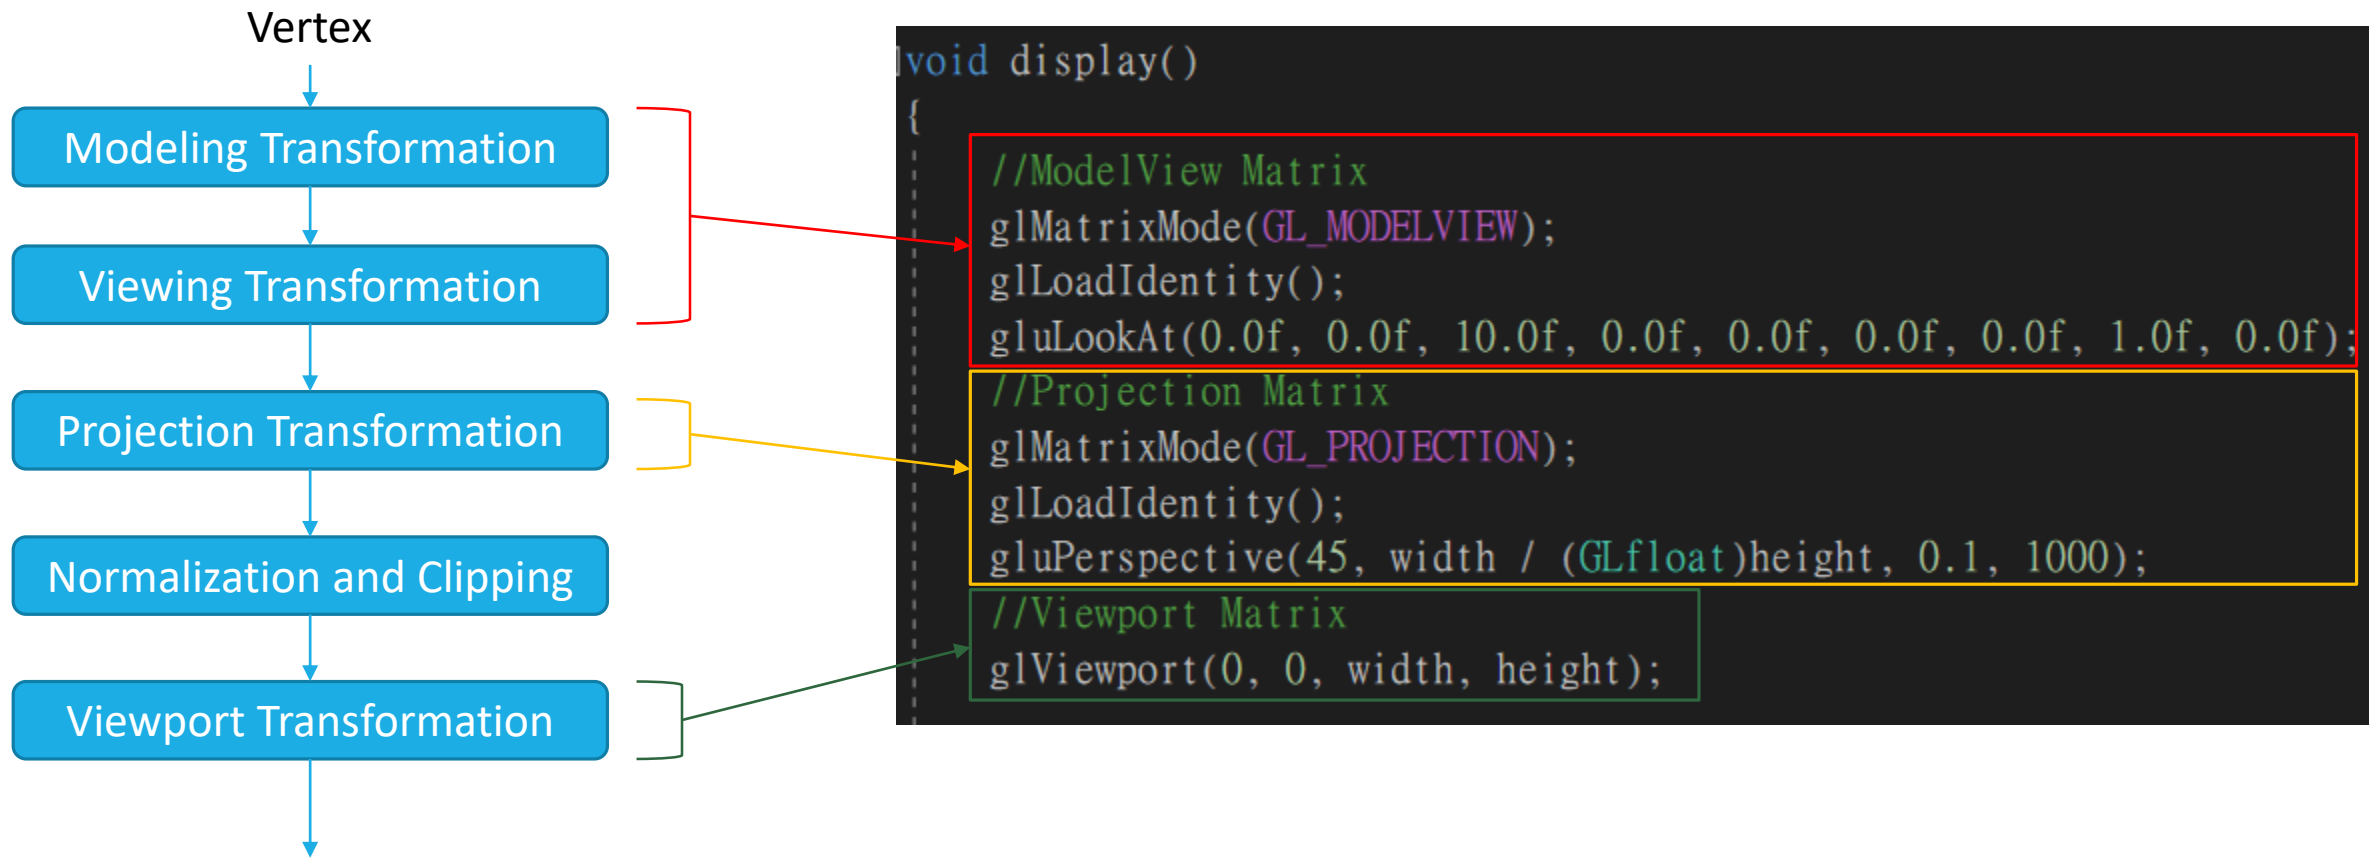 Vertex
Modeling Transformation
Viewing Transformation
Projection Transformation
Normalization and Clipping
Viewport Transformation
void display()
{
//ModelView Matrix
glMatrixMode(GL_MODELVIEW);
glLoadIdentity();
gluLookAt(0.0f, 0.0f, 10.0f, 0.0f, 0.0f, 0.0f, 0.0f, 1.0f, 0.0f);
//Projection Matrix
glMatrixMode(GL_PROJECTION);
glLoadIdentity();
gluPerspective(45, width / (GLfloat)height, 0.1, 1000);
//Viewport Matrix
glViewport(0, 0, width, height);